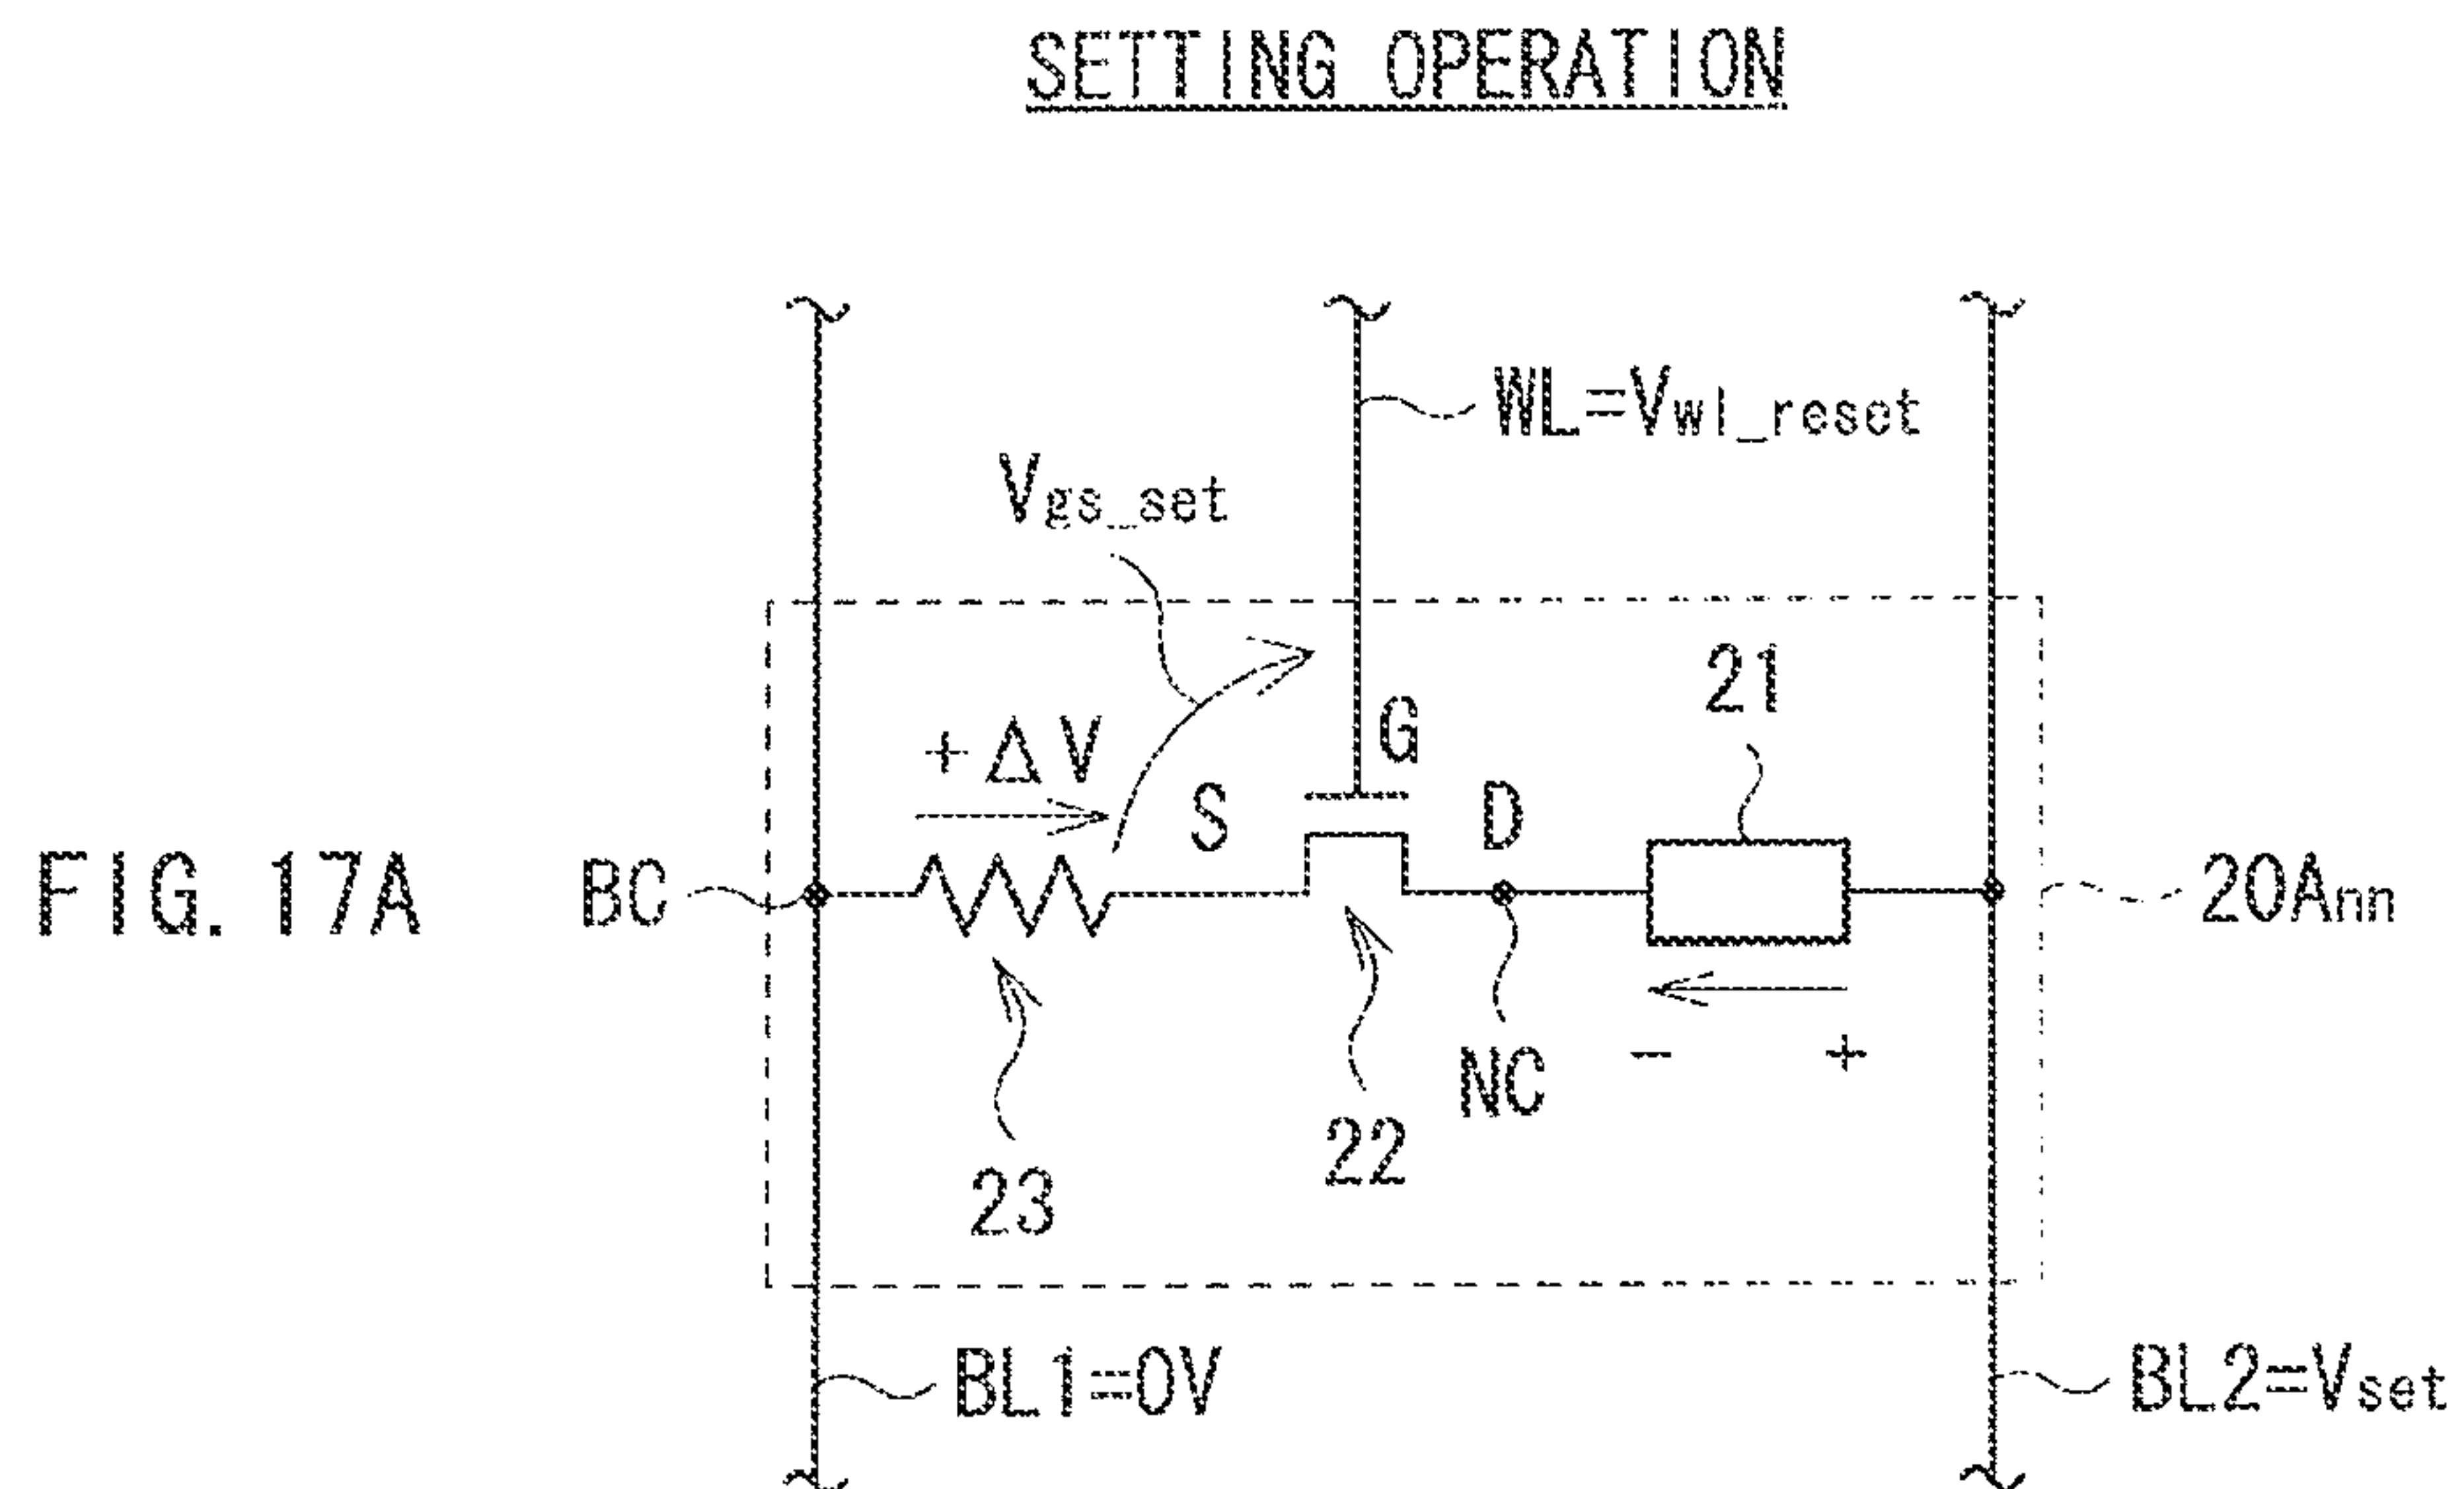 SETTING OPERATION
WL=Vwl_reset
Vgs_set
21
+ΔV
G
S
D
FIG. 17A
BC
20Ann
NC
- +
22
23
BL1=0V
BL2=Vset